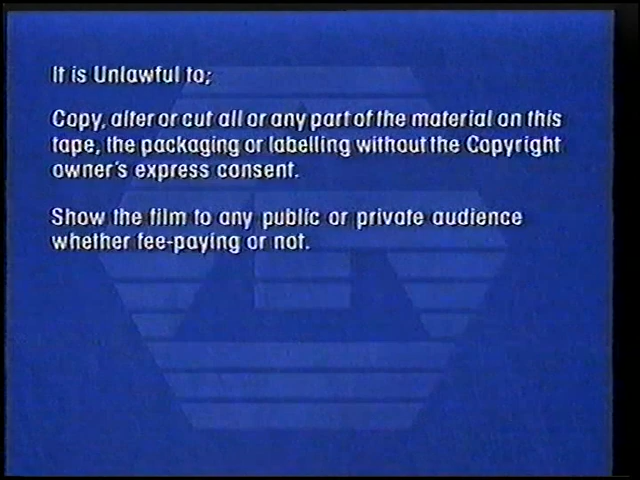 It is Unlawful to;
Copy, alter or cut all or any part of the material on this
tape, the packaging or labelling without the Copyright
owner's express consent.
Show the film to any public or private audience
whether fee-paying or not.